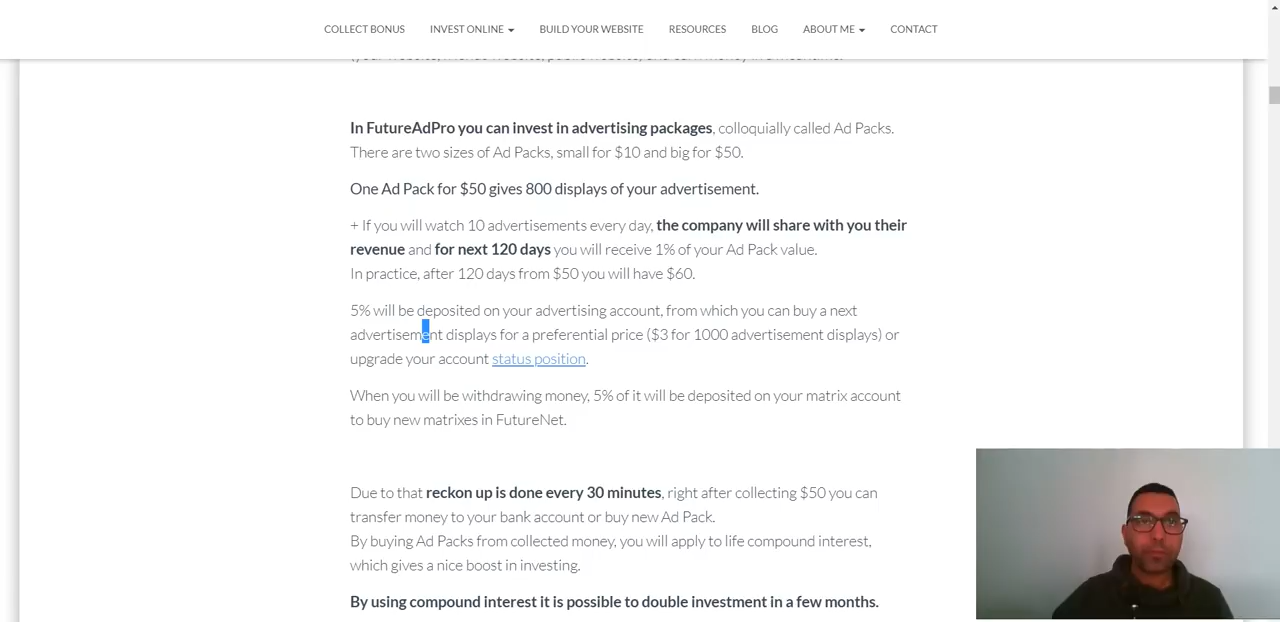 COLLECT BONUS INVEST ONLINE BUILD YOUR WEBSITE RESOURCES BLOG ABOUT ME CONTACT
In FutureAdPro you can invest in advertising packages, colloquially called Ad Packs.
There are two sizes of Ad Packs, small for $10 and big for $50.
One Ad Pack for $50 gives 800 displays of your advertisement.
+ If you will watch 10 advertisements every day, the company will share with you their
revenue and for next 120 days you will receive 1% of your Ad Pack value.
In practice, after 120 days from $50 you will have $60.
5% will be deposited on your advertising account, from which you can buy a next
advertisement displays for a preferential price ($3 for 1000 advertisement displays) or
upgrade your account status position.
When you will be withdrawing money, 5% of it will be deposited on your matrix account
to buy new matrixes in FutureNet.
Due to that reckon up is done every 30 minutes, right after collecting $50 you can
transfer money to your bank account or buy new Ad Pack.
By buying Ad Packs from collected money, you will apply to life compound interest,
which gives a nice boost in investing.
By using compound interest it is possible to double investment in a few months.